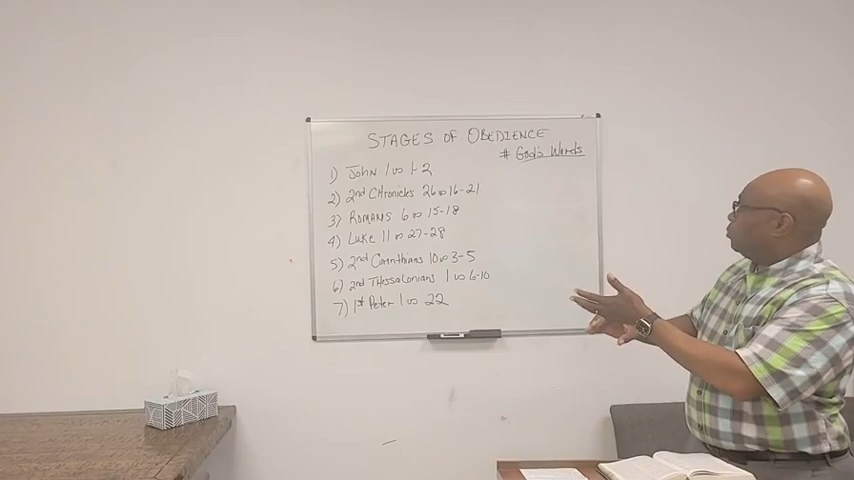 STAGES OF OBEDIENCE
# God's Words
1) John 1 vs 1-2
2) 2nd Chronicles 26 vs 16-21
3) ROMANS 6 vs 15-18
4) Luke 11 vs 27-28
5) 2nd Corinthians 10 vs 3-5
6) 2nd Thessalonians 1 vs 6-10
7) 1st Peter 1 vs 22